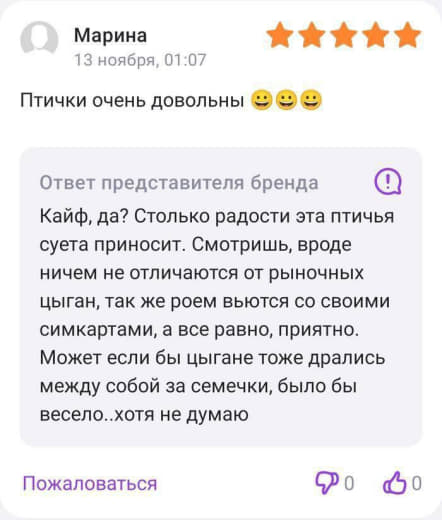 Марина
13 ноября, 01:07
Птички очень довольны 😀😀😀
Ответ представителя бренда
Кайф, да? Столько радости эта птичья
суета приносит. Смотришь, вроде
ничем не отличаются от рыночных
цыган, так же роем вьются со своими
симкартами, а все равно, приятно.
Может если бы цыгане тоже дрались
между собой за семечки, было бы
весело..хотя не думаю
Пожаловаться
0
0